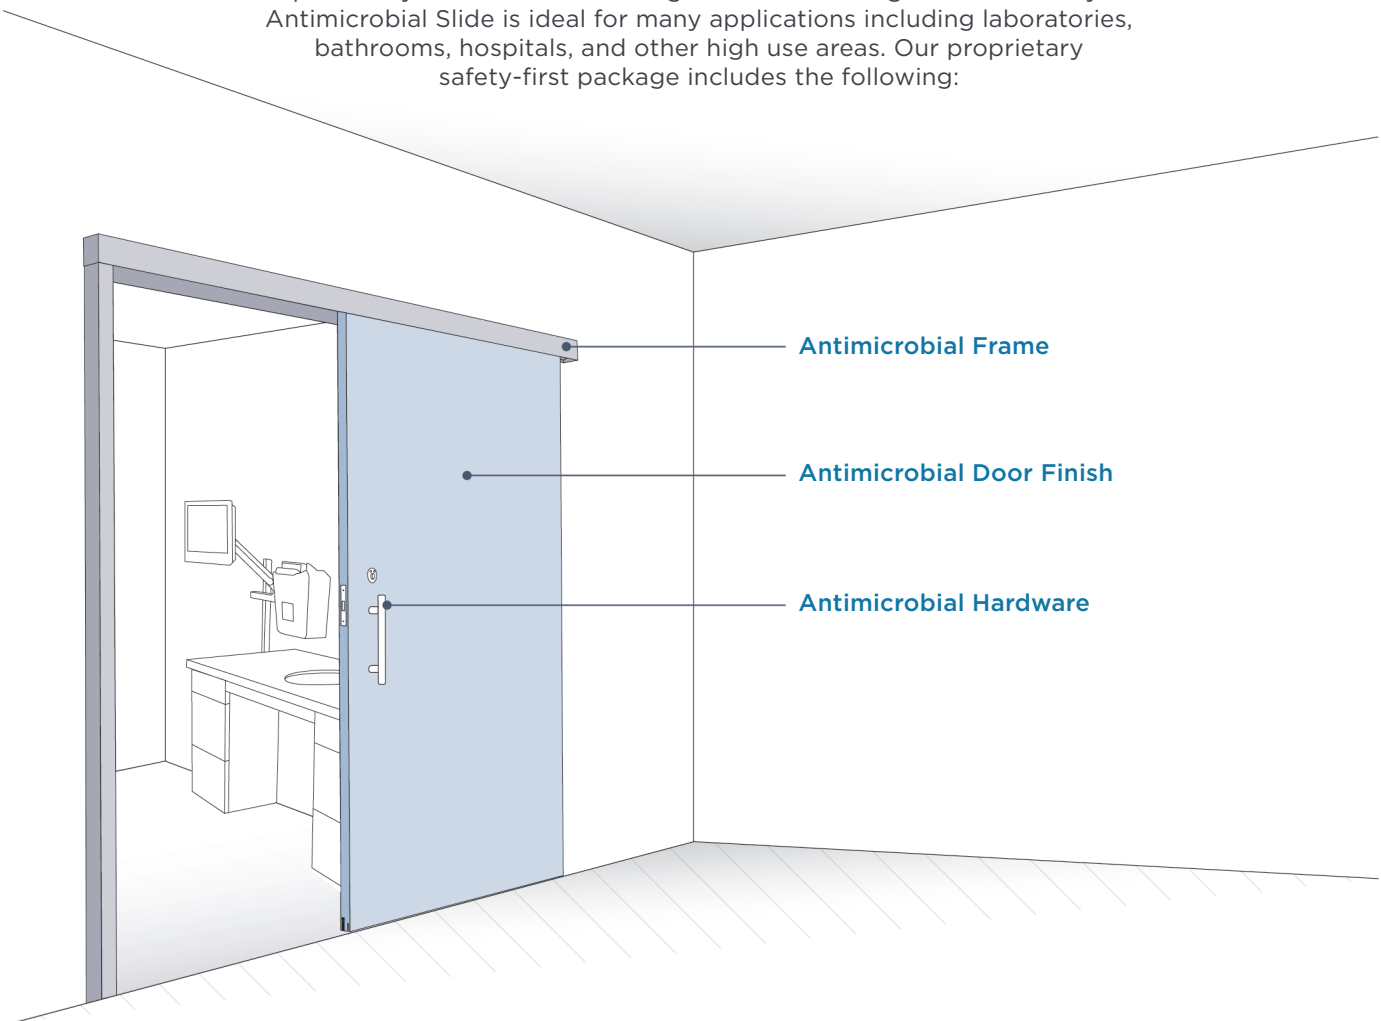 Antimicrobial Slide is ideal for many applications including laboratories,
bathrooms, hospitals, and other high use areas. Our proprietary
safety-first package includes the following:
Antimicrobial Frame
Antimicrobial Door Finish
Antimicrobial Hardware